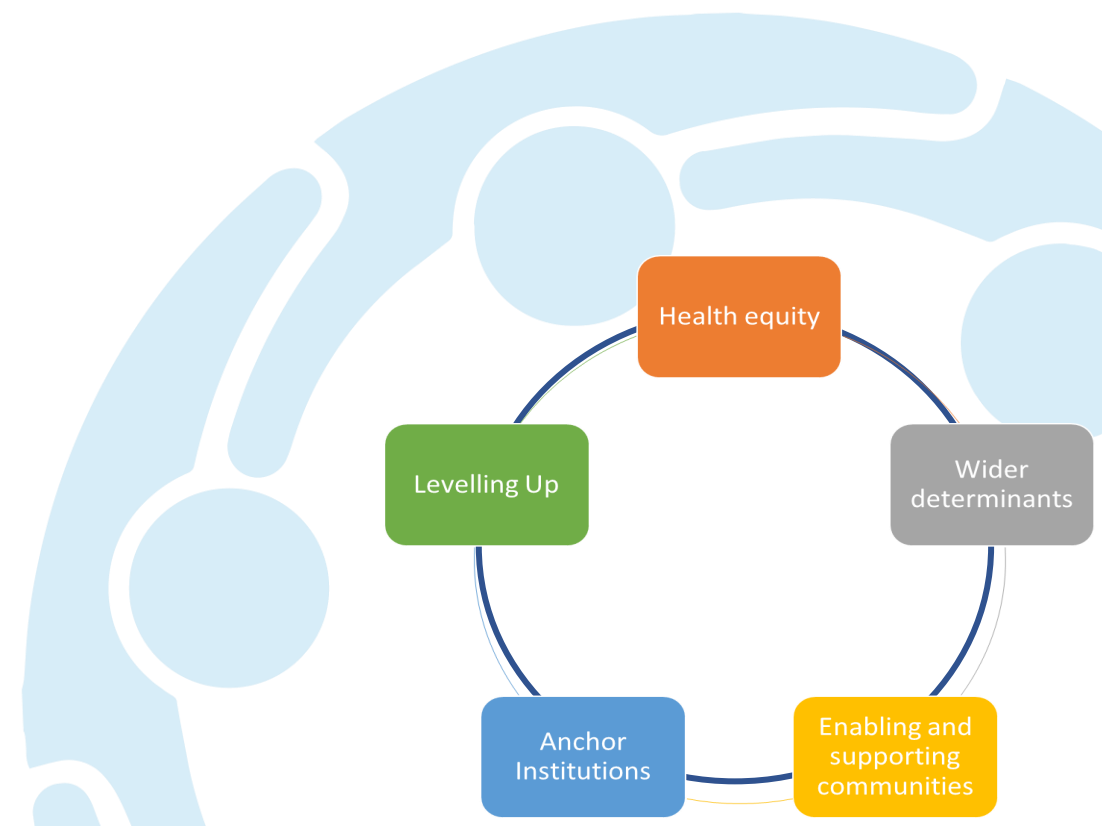 Health equity
Wider
determinants
Enabling and
supporting
communities
Anchor
Institutions
Levelling Up